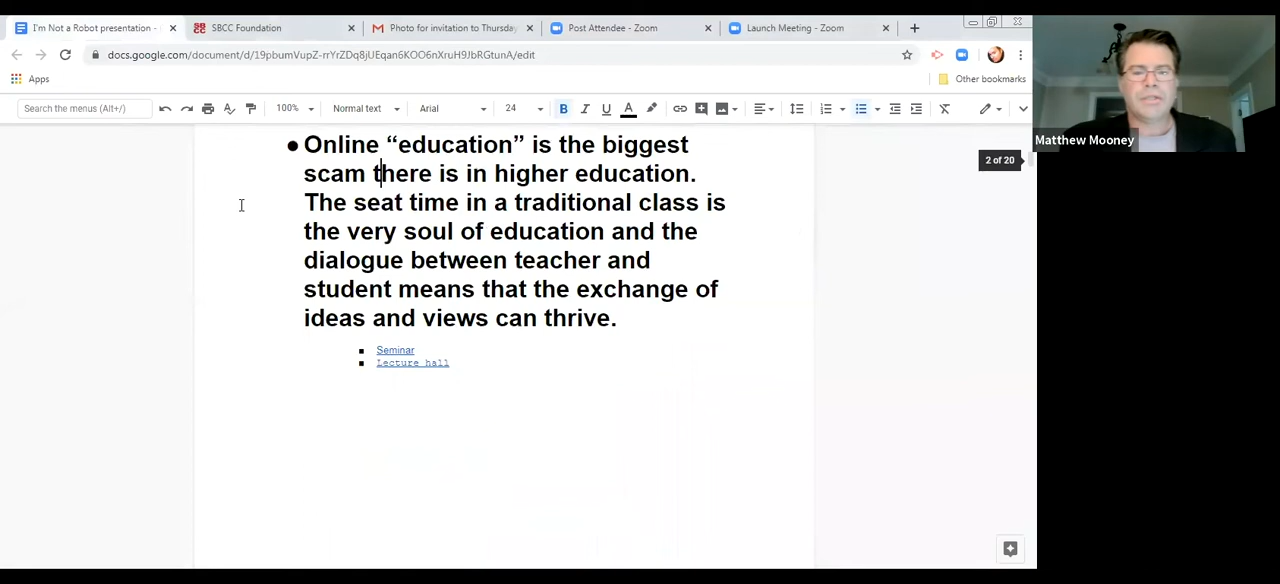 I'm Not a Robot presentation -
SBCC Foundation
Photo for invitation to Thursday
Post Attendee - Zoom
Launch Meeting - Zoom
docs.google.com/document/d/19pbumVupZ-rrYrZDq8jUEqan6KOO6nXruH9JbRGtunA/edit
Apps
Other bookmarks
Search the menus (Alt+/)
100%
Normal text
Arial
24
B I U A
Matthew Mooney
2 of 20
● Online “education” is the biggest
scam there is in higher education.
The seat time in a traditional class is
the very soul of education and the
dialogue between teacher and
student means that the exchange of
ideas and views can thrive.
■ Seminar
■ Lecture hall